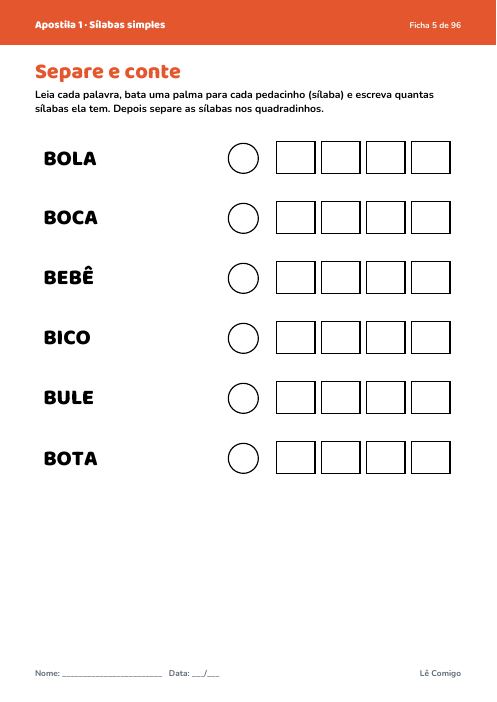 Apostila 1 · Sílabas simples
Ficha 5 de 96
Separe e conte
Leia cada palavra, bata uma palma para cada pedacinho (sílaba) e escreva quantas
sílabas ela tem. Depois separe as sílabas nos quadradinhos.
BOLA
BOCA
BEBÊ
BICO
BULE
BOTA
Nome: ________________________ Data: ___/___
Lê Comigo